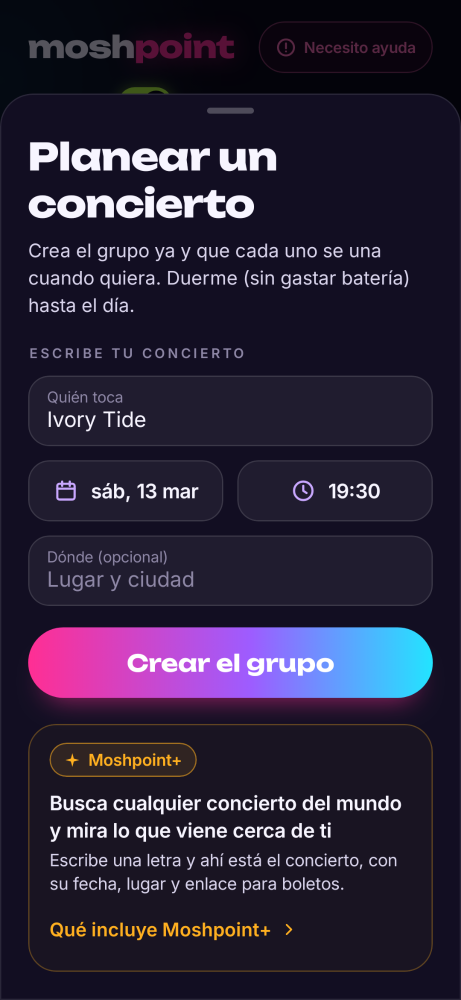 moshpoint
Necesito ayuda
Planear un
concierto
Crea el grupo ya y que cada uno se una
cuando quiera. Duerme (sin gastar batería)
hasta el día.
ESCRIBE TU CONCIERTO
Quién toca
Ivory Tide
sáb, 13 mar
19:30
Dónde (opcional)
Lugar y ciudad
Crear el grupo
Moshpoint+
Busca cualquier concierto del mundo
y mira lo que viene cerca de ti
Escribe una letra y ahí está el concierto, con
su fecha, lugar y enlace para boletos.
Qué incluye Moshpoint+